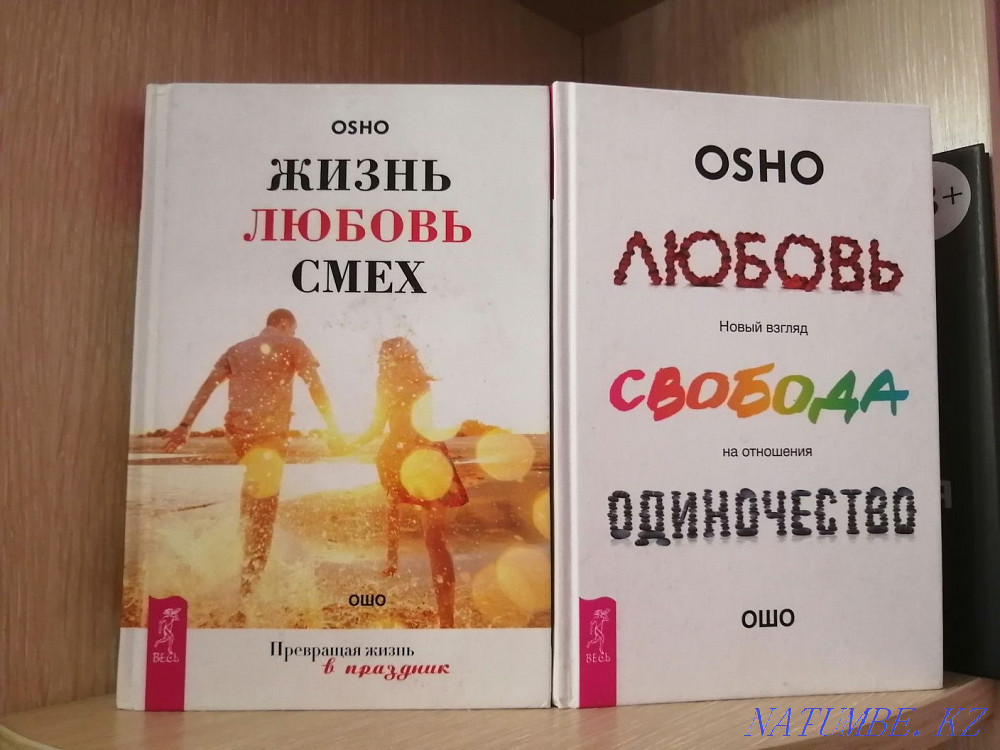 OSHO
ЖИЗНЬ
ЛЮБОВЬ
СМЕХ
ОШО
Превращая жизнь
в праздник
ВЕСЬ
OSHO
ЛЮБОВЬ
Новый взгляд
СВОБОДА
на отношения
ОДИНОЧЕСТВО
ОШО
ВЕСЬ
NATUMBE.KZ